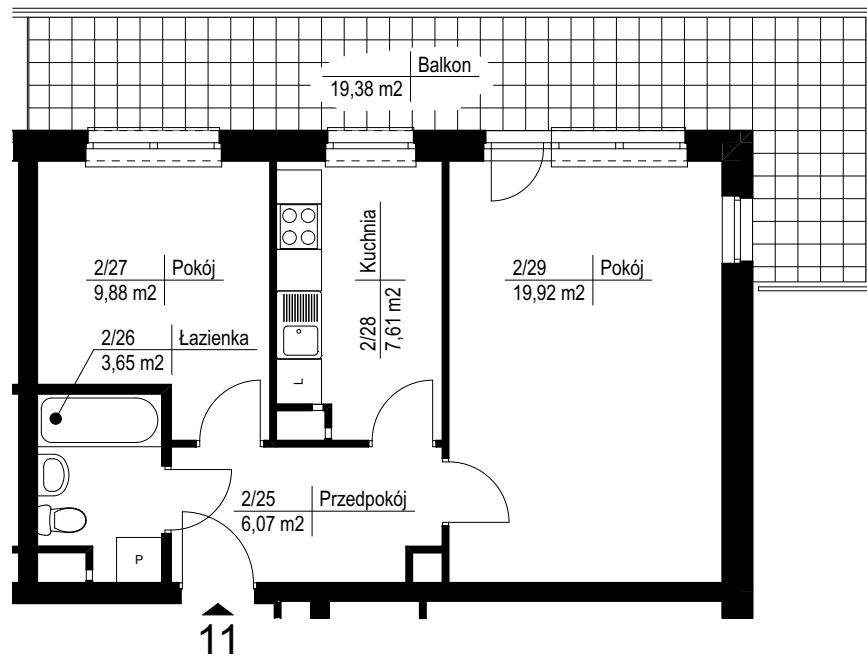 Balkon
19,38 m2
2/27 Pokój
9,88 m2
2/26 Łazienka
3,65 m2
Kuchnia
2/28
7,61 m2
2/29 Pokój
19,92 m2
L
2/25 Przedpokój
6,07 m2
P
11